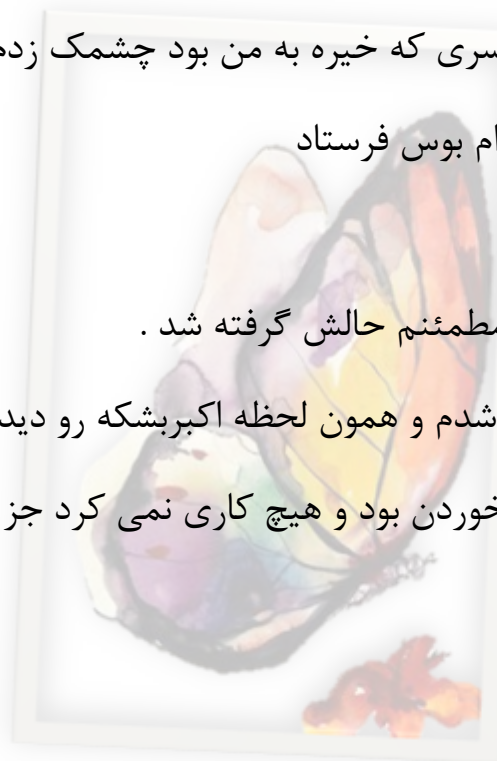 سری که خیره به من بود چشمک زدم
ام بوس فرستاد
مطمئنم حالش گرفته شد .
شدم و همون لحظه اکبربشکه رو دید
خوردن بود و هیچ کاری نمی کرد جز